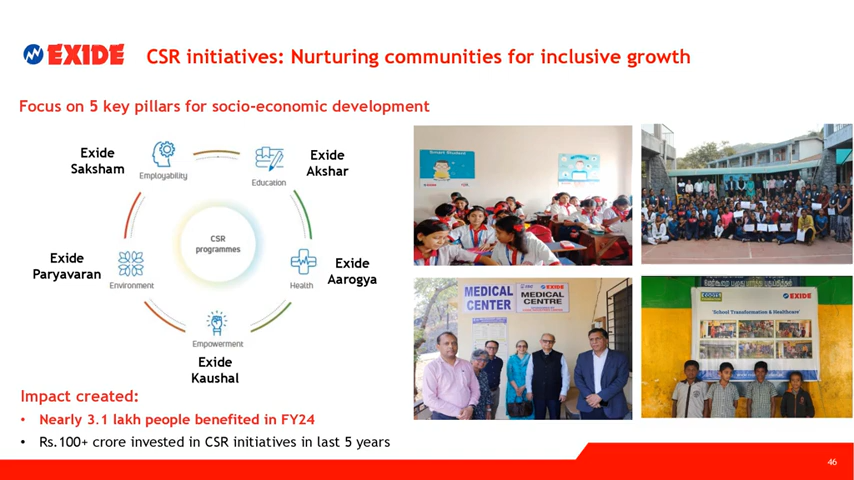 EXIDE
CSR initiatives: Nurturing communities for inclusive growth
Focus on 5 key pillars for socio-economic development
Exide
Saksham
Employability
Exide
Akshar
Education
CSR
programmes
Exide
Paryavaran
Environment
Exide
Aarogya
Health
Empowerment
Exide
Kaushal
Impact created:
• Nearly 3.1 lakh people benefited in FY24
• Rs.100+ crore invested in CSR initiatives in last 5 years
Smart Student
MEDICAL
CENTER
EXIDE
MEDICAL
CENTRE
EXIDE
'School Transformation & Healthcare'
46